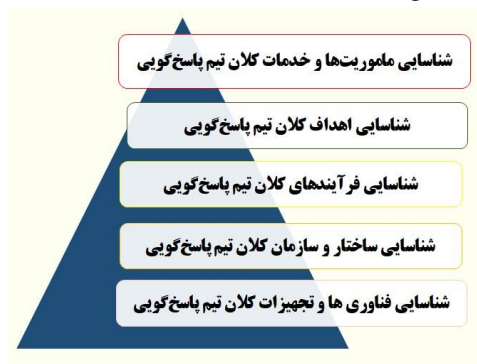 شناسایی ماموریت‌ها و خدمات کلان تیم پاسخ‌گویی
شناسایی اهداف کلان تیم پاسخ‌گویی
شناسایی فرآیندهای کلان تیم پاسخ‌گویی
شناسایی ساختار و سازمان کلان تیم پاسخ‌گویی
شناسایی فناوری ها و تجهیزات کلان تیم پاسخ‌گویی